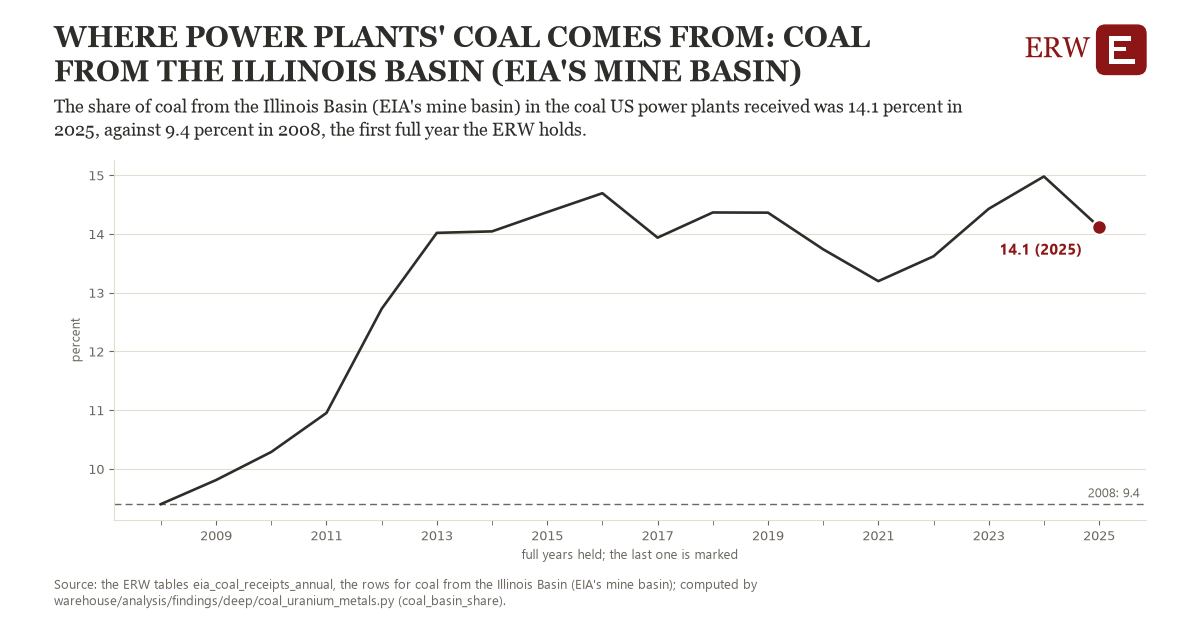 WHERE POWER PLANTS' COAL COMES FROM: COAL
FROM THE ILLINOIS BASIN (EIA'S MINE BASIN)
ERW
E
The share of coal from the Illinois Basin (EIA's mine basin) in the coal US power plants received was 14.1 percent in
2025, against 9.4 percent in 2008, the first full year the ERW holds.
15
14
13
12
11
10
percent
14.1 (2025)
2008: 9.4
2009 2011 2013 2015 2017 2019 2021 2023 2025
full years held; the last one is marked
Source: the ERW tables eia_coal_receipts_annual, the rows for coal from the Illinois Basin (EIA's mine basin); computed by
warehouse/analysis/findings/deep/coal_uranium_metals.py (coal_basin_share).